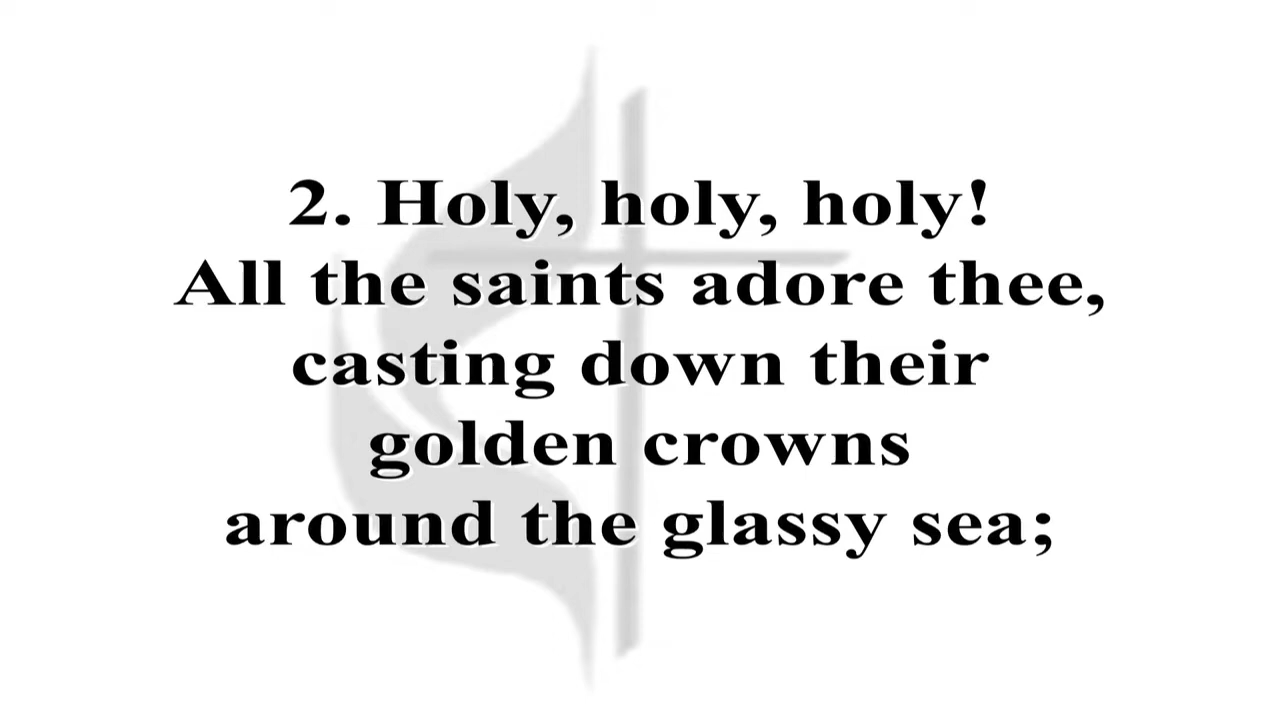 2. Holy, holy, holy!
All the saints adore thee,
casting down their
golden crowns
around the glassy sea;